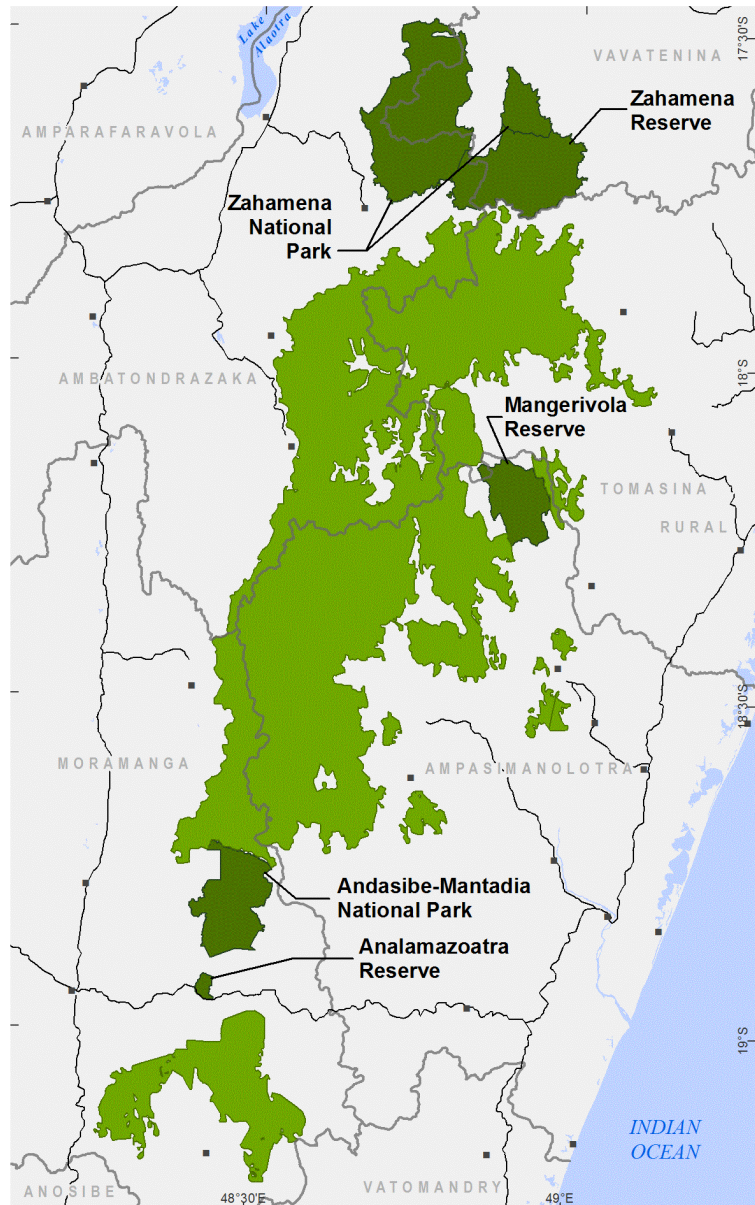 Lake
Alaotra
17°30'S
VAVATENINA
AMPARAFARAVOLA
Zahamena
Reserve
Zahamena
National
Park
18°S
AMBATONDRAZAKA
Mangerivola
Reserve
TOMASINA
RURAL
18°30'S
MORAMANGA
AMPASIMANOLOTRA
Andasibe-Mantadia
National Park
Analamazoatra
Reserve
19°S
INDIAN
OCEAN
ANOSIBE
VATOMANDRY
48°30'E
49°E